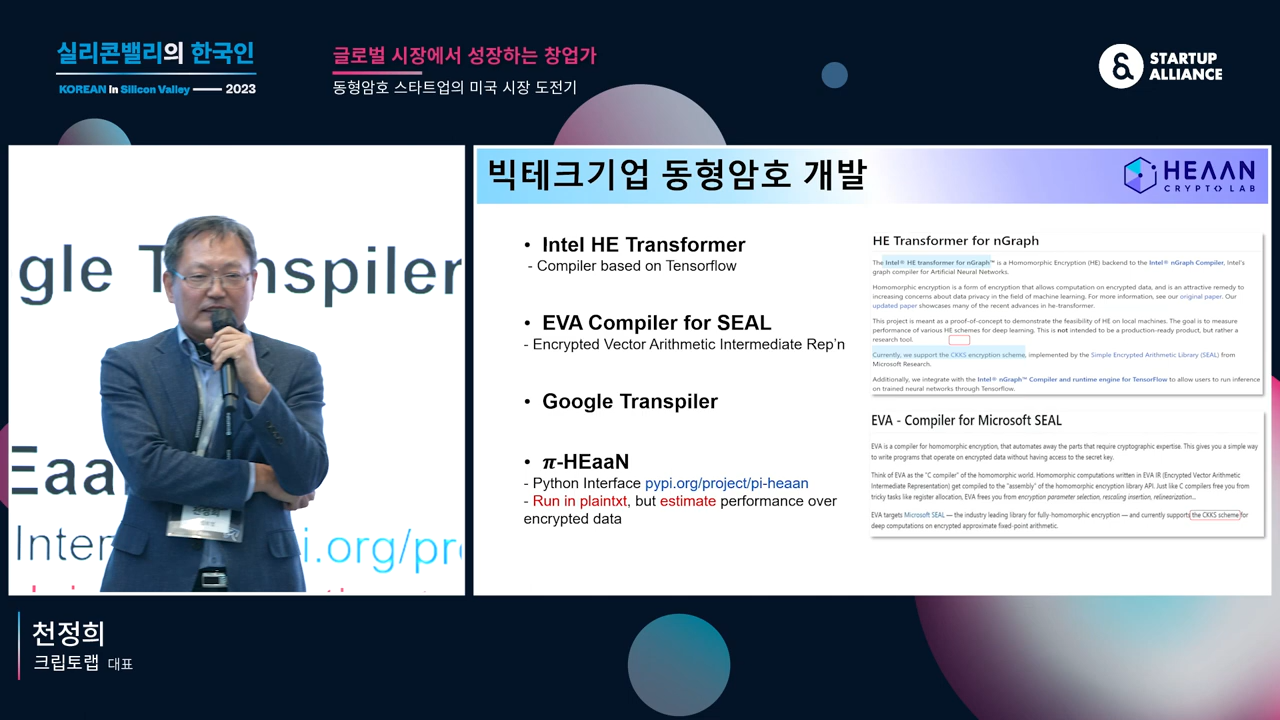 실리콘밸리의 한국인
KOREAN in Silicon Valley 2023
글로벌 시장에서 성장하는 창업가
동형암호 스타트업의 미국 시장 도전기
STARTUP
ALLIANCE
gle Transpiler
Eaa
Inter
i.org/pr
천정희
빅테크기업 동형암호 개발
HEAAN
CRYPTO LAB
• Intel HE Transformer
- Compiler based on Tensorflow
• EVA Compiler for SEAL
- Encrypted Vector Arithmetic Intermediate Rep’n
• Google Transpiler
• π-HEaaN
- Python Interface pypi.org/project/pi-heaan
- Run in plaintxt, but estimate performance over
encrypted data
HE Transformer for nGraph
The Intel® HE transformer for nGraph™ is a Homomorphic Encryption (HE) backend to the Intel® nGraph Compiler, Intel's
graph compiler for Artificial Neural Networks.
Homomorphic encryption is a form of encryption that allows computation on encrypted data, and is an attractive remedy to
increasing concerns about data privacy in the field of machine learning. For more information, see our original paper. Our
updated paper showcases many of the recent advances in he-transformer.
This project is meant as a proof-of-concept to demonstrate the feasibility of HE on local machines. The goal is to measure
performance of various HE schemes for deep learning. This is not intended to be a production-ready product, but rather a
research tool.
Currently, we support the CKKS encryption scheme, implemented by the Simple Encrypted Arithmetic Library (SEAL) from
Microsoft Research.
Additionally, we integrate with the Intel® nGraph™ Compiler and runtime engine for TensorFlow to allow users to run inference
on trained neural networks through Tensorflow.
EVA - Compiler for Microsoft SEAL
EVA is a compiler for homomorphic encryption, that automates away the parts that require cryptographic expertise. This gives you a simple way
to write programs that operate on encrypted data without having access to the secret key.
Think of EVA as the "C compiler" of the homomorphic world. Homomorphic computations written in EVA IR (Encrypted Vector Arithmetic
Intermediate Representation) get compiled to the "assembly" of the homomorphic encryption library API. Just like C compilers free you from
tricky tasks like register allocation, EVA frees you from encryption parameter selection, rescaling insertion, relinearization...
EVA targets Microsoft SEAL — the industry leading library for fully-homomorphic encryption — and currently supports the CKKS scheme for
deep computations on encrypted approximate fixed-point arithmetic.
천정희
크립토랩 대표